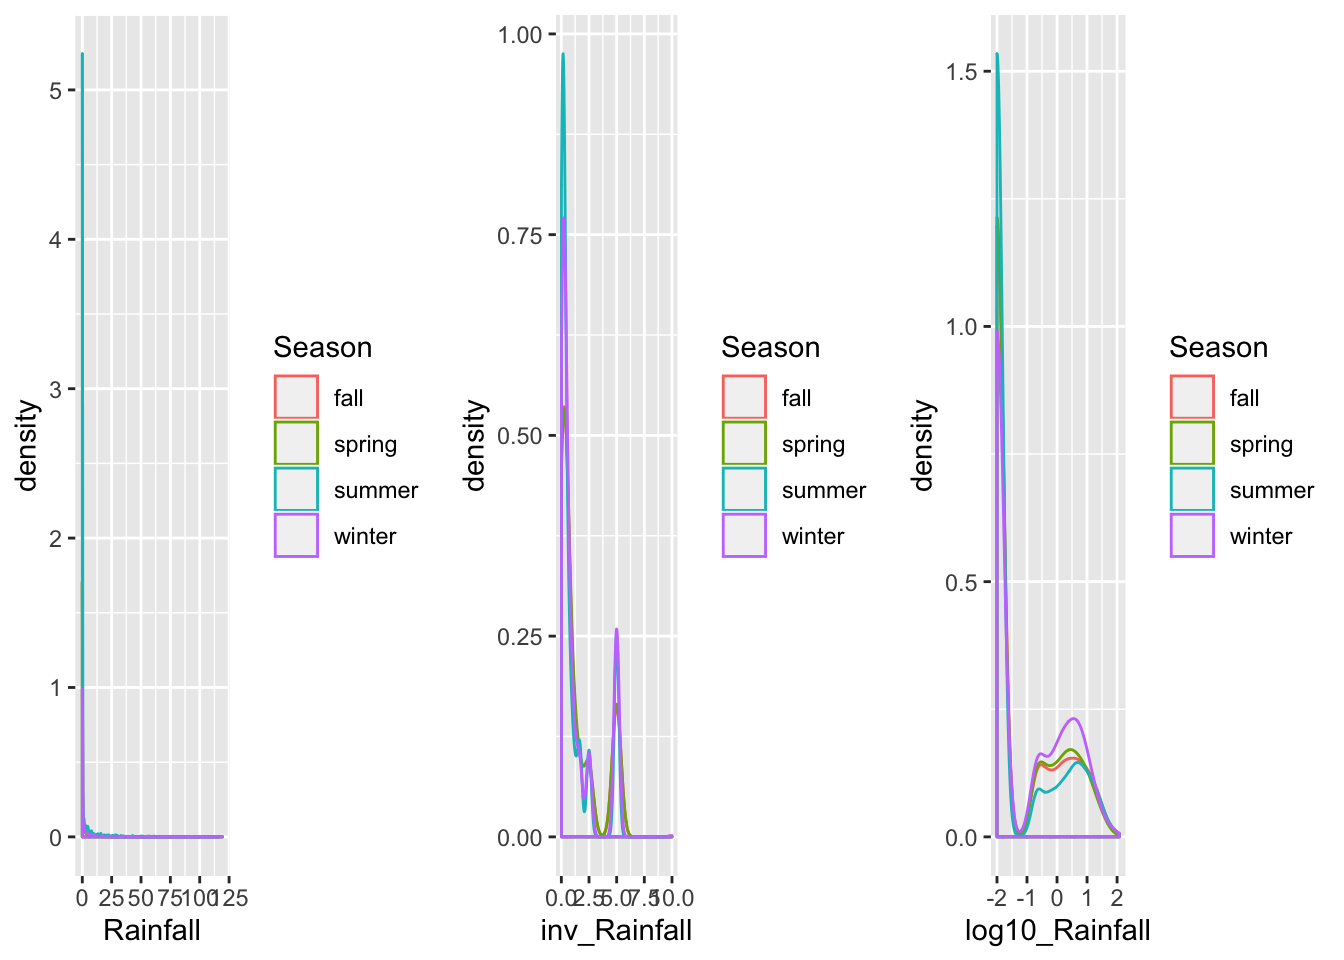 density
5
4
3
2
1
0
0 25 50 75 100 125
Rainfall
Season
fall
spring
summer
winter
density
1.00
0.75
0.50
0.25
0.00
0.0 2.5 5.0 7.5 10.0
inv_Rainfall
Season
fall
spring
summer
winter
density
1.5
1.0
0.5
0.0
-2 -1 0 1 2
log10_Rainfall
Season
fall
spring
summer
winter